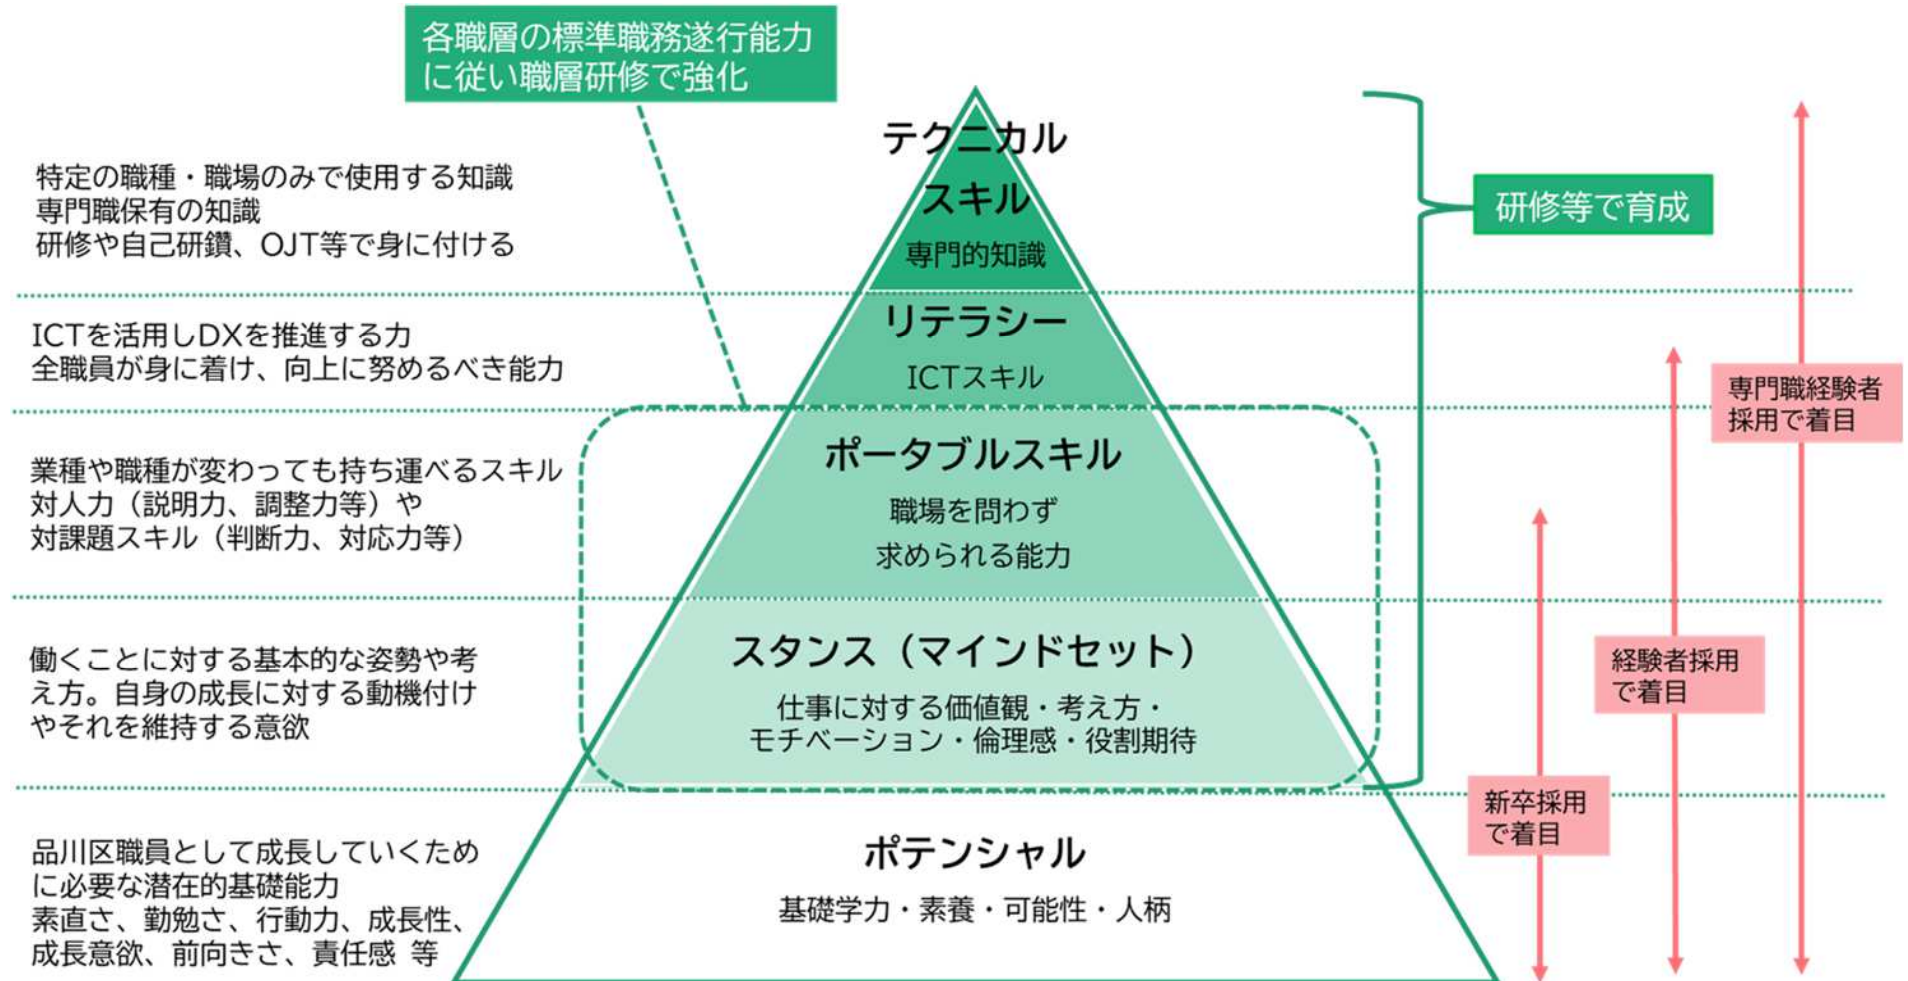 各職層の標準職務遂行能力
に従い職層研修で強化
テクニカル
スキル
専門的知識
特定の職種・職場のみで使用する知識
専門職保有の知識
研修や自己研鑽、OJT等で身に付ける
研修等で育成
リテラシー
ICTスキル
ICTを活用しDXを推進する力
全職員が身に着け、向上に努めるべき能力
専門職経験者
採用で着目
ポータブルスキル
職場を問わず
求められる能力
業種や職種が変わっても持ち運べるスキル
対人力（説明力、調整力等）や
対課題スキル（判断力、対応力等）
スタンス（マインドセット）
仕事に対する価値観・考え方・
モチベーション・倫理感・役割期待
働くことに対する基本的な姿勢や考
え方。自身の成長に対する動機付け
やそれを維持する意欲
経験者採用
で着目
新卒採用
で着目
ポテンシャル
基礎学力・素養・可能性・人柄
品川区職員として成長していくため
に必要な潜在的基礎能力
素直さ、勤勉さ、行動力、成長性、
成長意欲、前向きさ、責任感 等